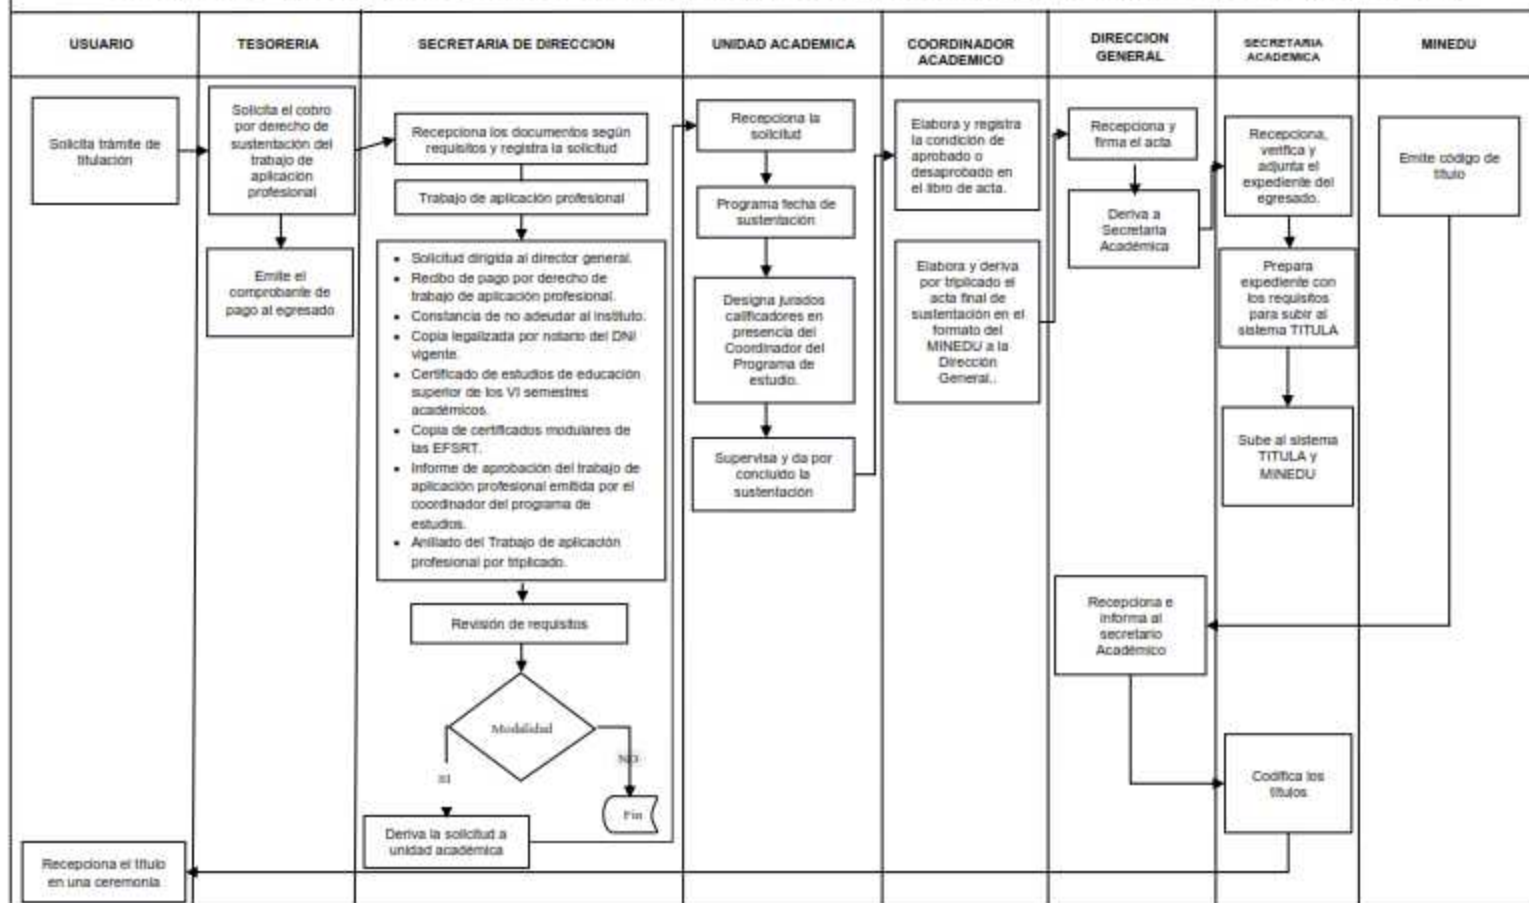 USUARIO
TESORERIA
SECRETARIA DE DIRECCION
UNIDAD ACADEMICA
COORDINADOR
ACADEMICO
DIRECCION
GENERAL
SECRETARIA
ACADEMICA
MINEDU
Solicita trámite de
titulación
Solicita el cobro
por derecho de
sustentación del
trabajo de
aplicación
profesional
Emite el
comprobante de
pago al egresado
Recepciona los documentos según
requisitos y registra la solicitud
Trabajo de aplicación profesional
• Solicitud dirigida al director general.
• Recibo de pago por derecho de
trabajo de aplicación profesional.
• Constancia de no adeudar al instituto.
• Copia legalizada por notario del DNI
vigente.
• Certificado de estudios de educación
superior de los VI semestres
académicos.
• Copia de certificados modulares de
las EFSRT.
• Informe de aprobación del trabajo de
aplicación profesional emitida por el
coordinador del programa de
estudios.
• Anillado del Trabajo de aplicación
profesional por triplicado.
Revisión de requisitos
Modalidad
SI
NO
Fin
Deriva la solicitud a
unidad académica
Recepciona la
solicitud
Programa fecha de
sustentación
Designa jurados
calificadores en
presencia del
Coordinador del
Programa de
estudio.
Supervisa y da por
concluido la
sustentación
Elabora y registra
la condición de
aprobado o
desaprobado en
el libro de acta.
Elabora y deriva
por triplicado el
acta final de
sustentación en el
formato del
MINEDU a la
Dirección
General..
Recepciona y
firma el acta
Deriva a
Secretaria
Académica
Recepciona e
informa al
secretario
Académico
Recepciona,
verifica y
adjunta el
expediente del
egresado.
Prepara
expediente con
los requisitos
para subir al
sistema TITULA
Sube al sistema
TITULA y
MINEDU
Codifica los
títulos
Emite código de
título
Recepciona el título
en una ceremonia